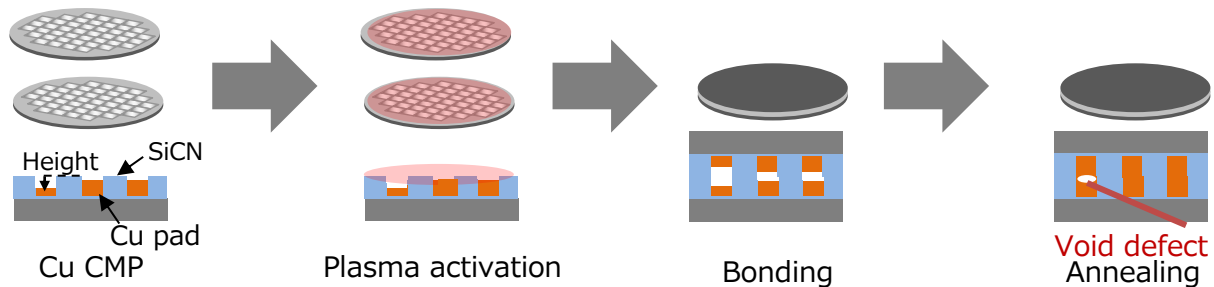 Height
SiCN
Cu pad
Cu CMP
Plasma activation
Bonding
Void defect
Annealing